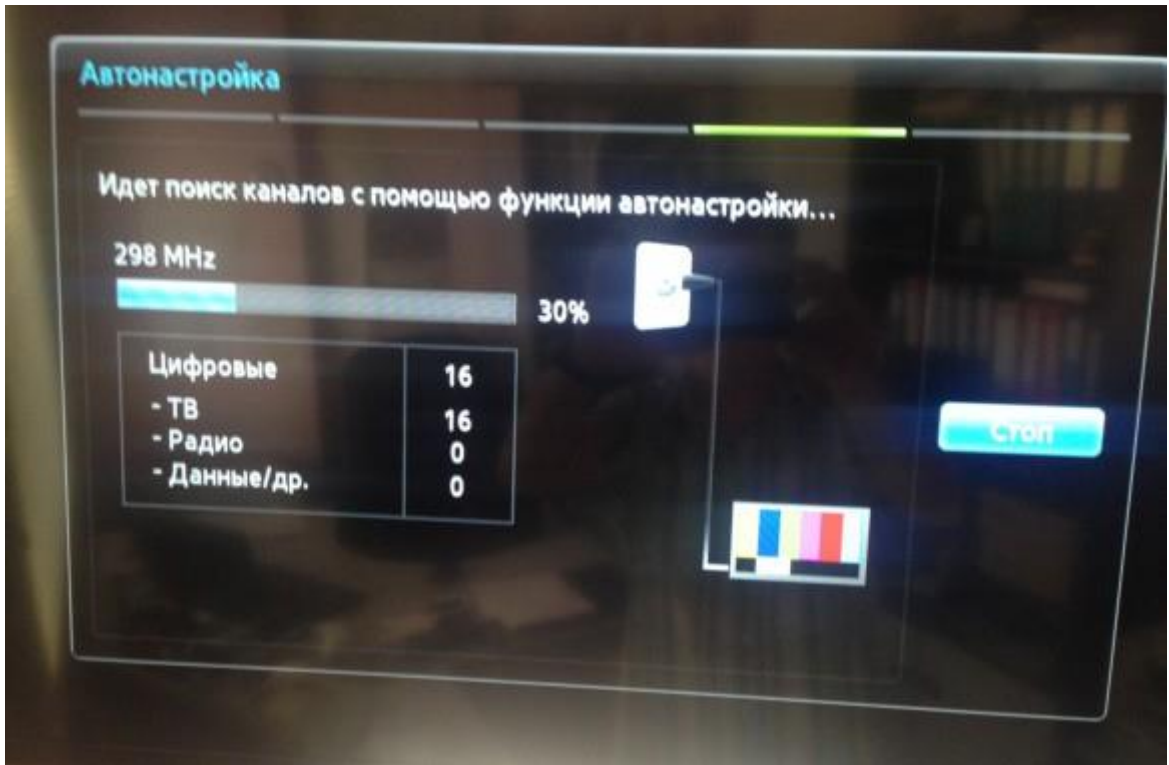 Автонастройка
Идет поиск каналов с помощью функции автонастройки...
298 MHz
30%
Цифровые 16
- ТВ 16
- Радио 0
- Данные/др. 0
Стоп